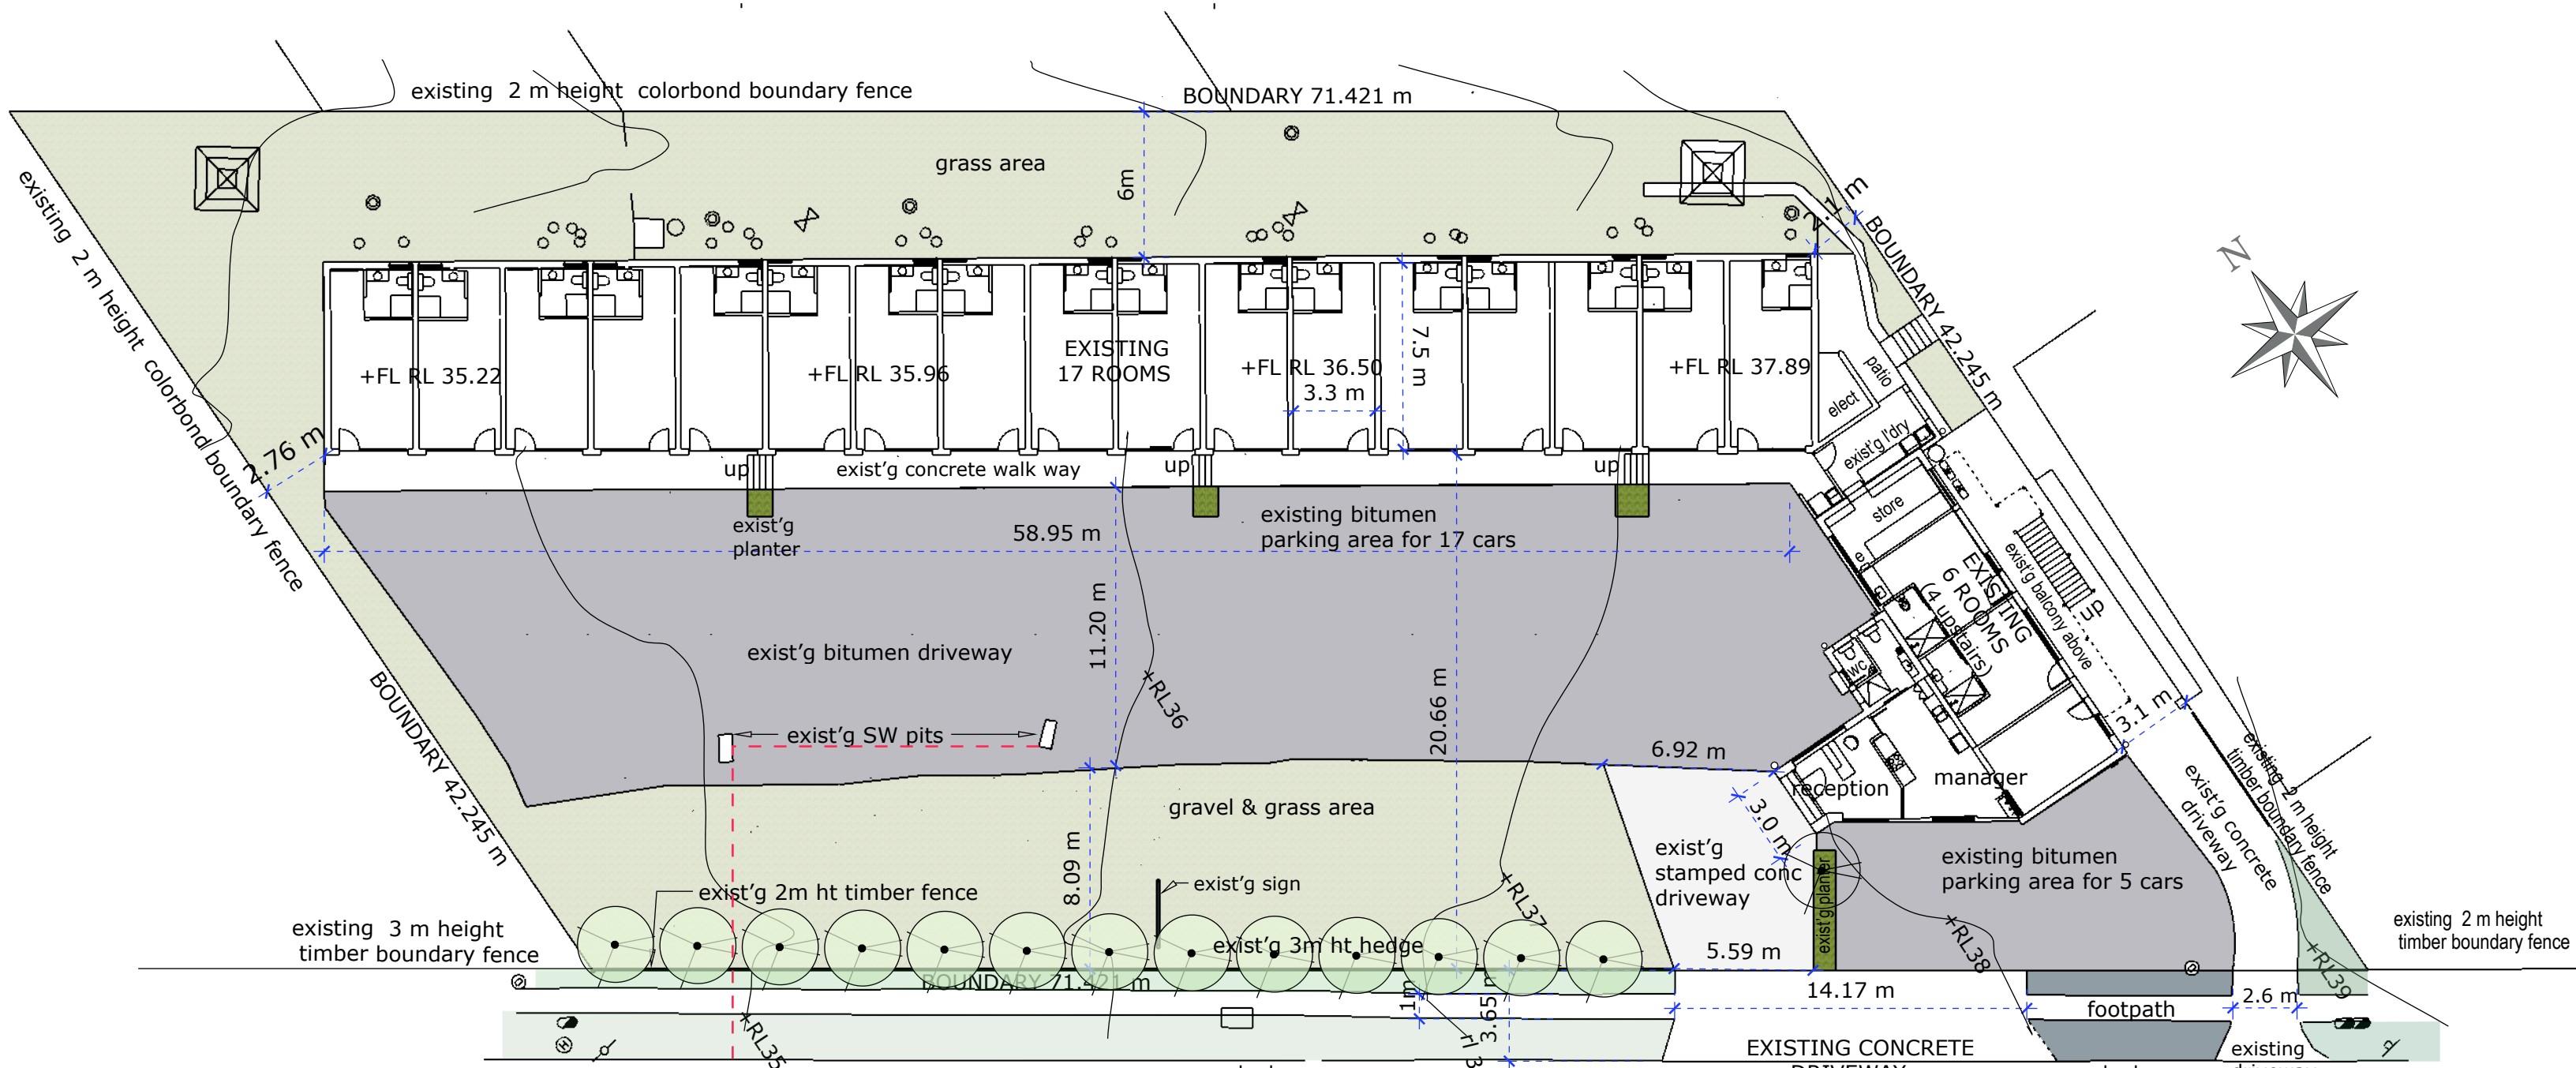 existing 2 m height colorbond boundary fence
BOUNDARY 71.421 m
grass area
6m
2.1 m
N
BOUNDARY 42.245 m
existing 2 m height colorbond boundary fence
EXISTING
17 ROOMS
+FL RL 35.22
+FL RL 35.96
+FL RL 36.50
3.3 m
7.5 m
+FL RL 37.89
patio
elect
exist'g l'dry
2.76 m
up
exist'g concrete walk way
up
up
store
exist'g
planter
58.95 m
existing bitumen
parking area for 17 cars
EXISTING
6 ROOMS
(4 upstairs)
exist'g balcony above
up
11.20 m
exist'g bitumen driveway
wc
+RL36
20.66 m
exist'g SW pits
6.92 m
3.1 m
BOUNDARY 42.245 m
reception
manager
existing 2 m height
timber boundary fence
exist'g concrete
driveway
gravel & grass area
3.0 m
8.09 m
exist'g
stamped conc
driveway
exist'g planter
existing bitumen
parking area for 5 cars
exist'g 2m ht timber fence
exist'g sign
+RL37
existing 3 m height
timber boundary fence
exist'g 3m ht hedge
5.59 m
+RL38
existing 2 m height
timber boundary fence
+RL39
BOUNDARY 71.421 m
1m
3.65 m
14.17 m
footpath
2.6 m
+RL35
EXISTING CONCRETE
DRIVEWAY
existing
driveway